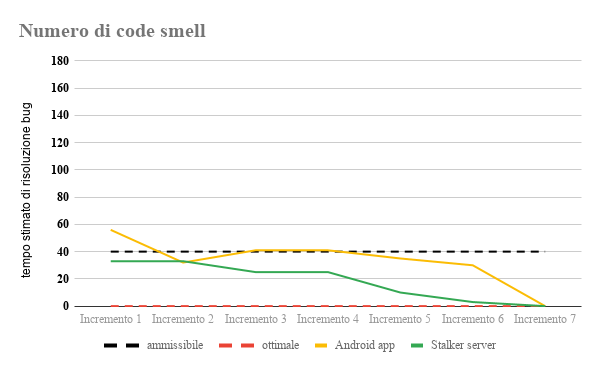 Numero di code smell
tempo stimato di risoluzione bug
180
160
140
120
100
80
60
40
20
0
Incremento 1 Incremento 2 Incremento 3 Incremento 4 Incremento 5 Incremento 6 Incremento 7
ammissibile ottimale Android app Stalker server